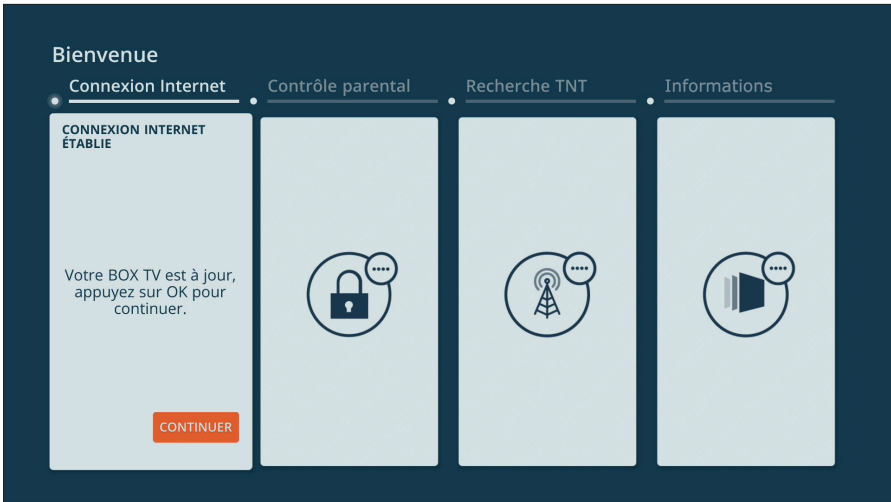 Bienvenue
Connexion Internet
Contrôle parental
Recherche TNT
Informations
CONNEXION INTERNET
ÉTABLIE
Votre BOX TV est à jour,
appuyez sur OK pour
continuer.
CONTINUER